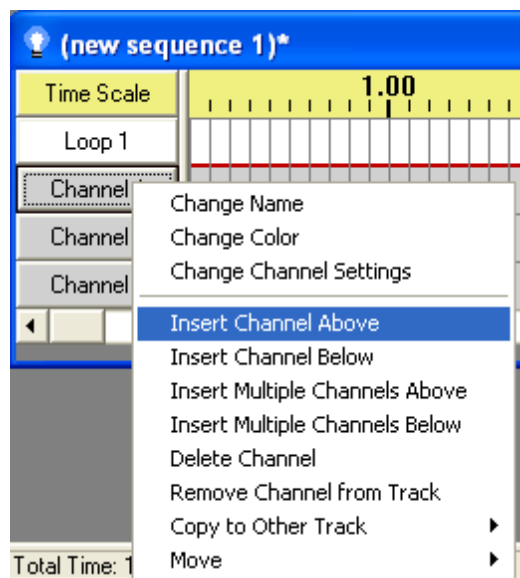 (new sequence 1)*
Time Scale
1.00
Loop 1
Channel
Channel
Channel
Change Name
Change Color
Change Channel Settings
Insert Channel Above
Insert Channel Below
Insert Multiple Channels Above
Insert Multiple Channels Below
Delete Channel
Remove Channel from Track
Copy to Other Track
Move
Total Time: 1